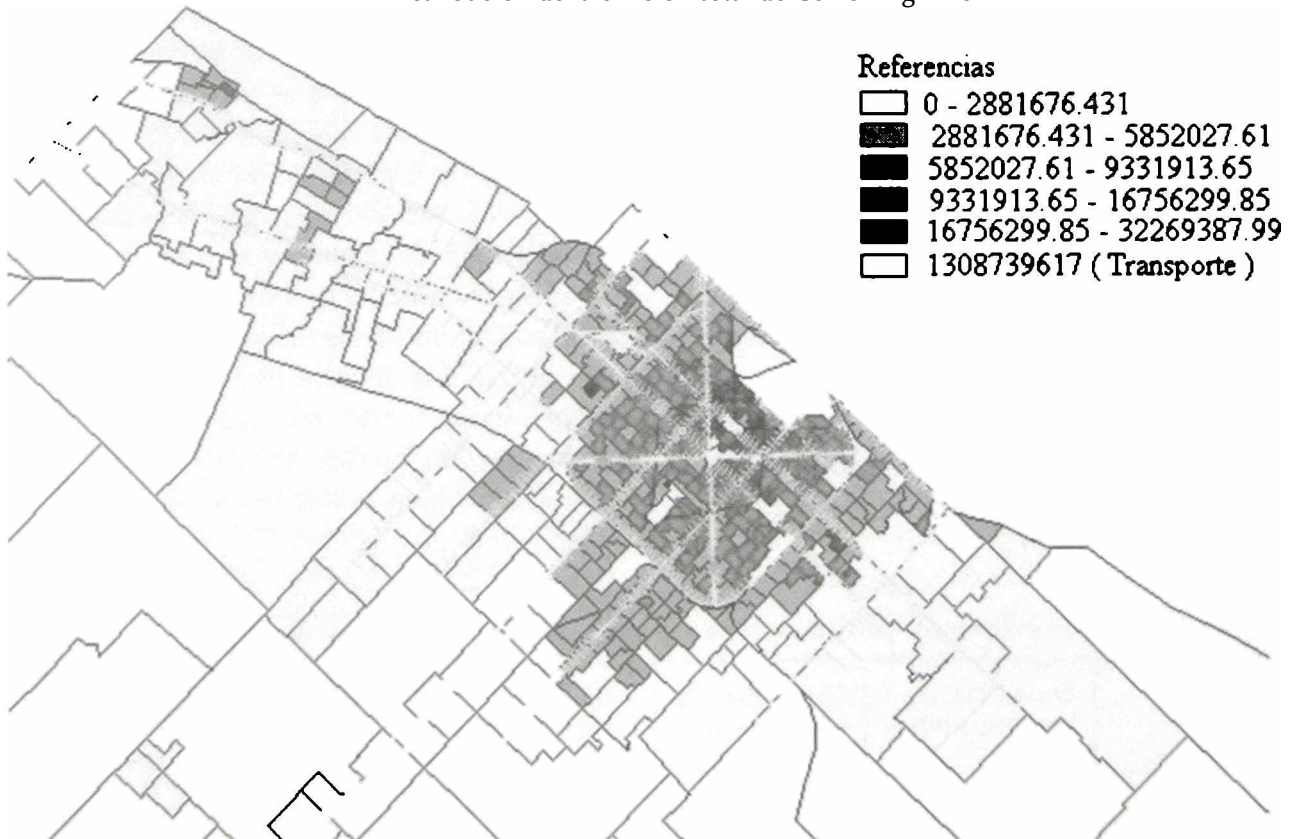 Referencias
0 - 2881676.431
2881676.431 - 5852027.61
5852027.61 - 9331913.65
9331913.65 - 16756299.85
16756299.85 - 32269387.99
1308739617 ( Transporte )